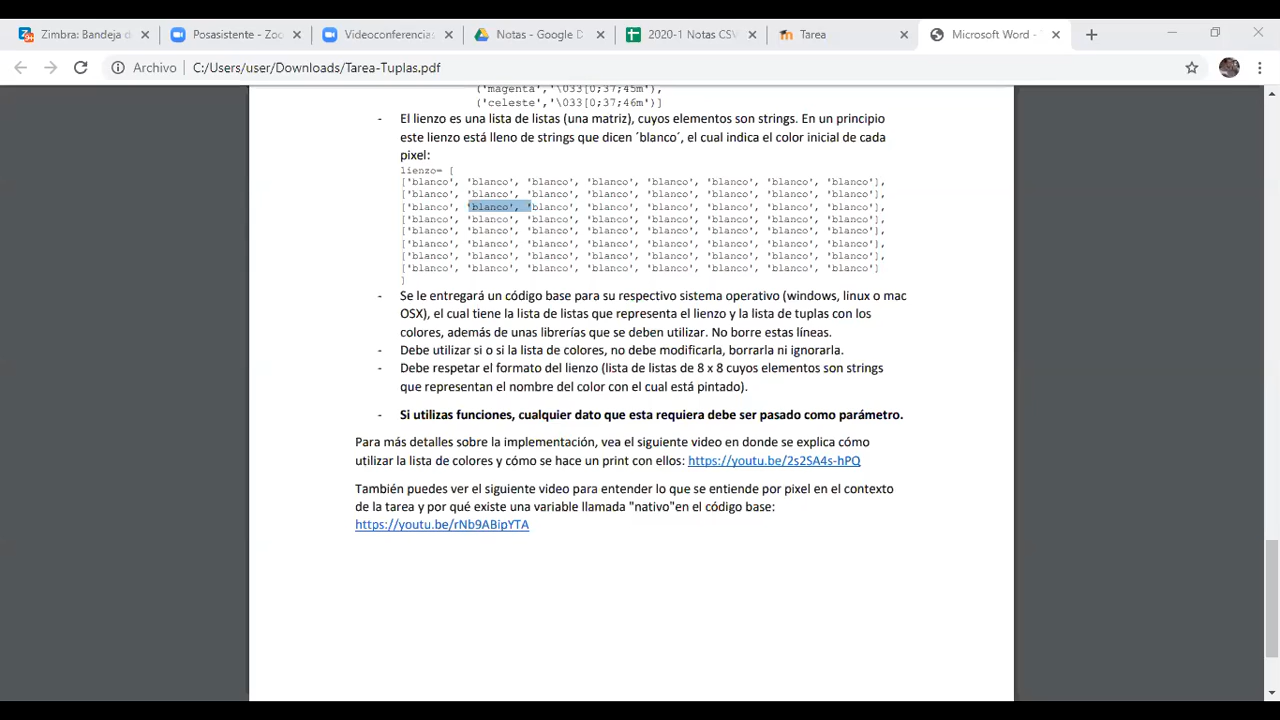 Zimbra: Bandeja d
Posasistente - Zoo
Videoconferencias
Notas - Google D
2020-1 Notas CSV
Tarea
Microsoft Word -
Archivo
C:/Users/user/Downloads/Tarea-Tuplas.pdf
('magenta','\033[0;37;45m'),
('celeste','\033[0;37;46m')]
- El lienzo es una lista de listas (una matriz), cuyos elementos son strings. En un principio
este lienzo está lleno de strings que dicen ´blanco´, el cual indica el color inicial de cada
pixel:
lienzo= [
['blanco', 'blanco', 'blanco', 'blanco', 'blanco', 'blanco', 'blanco', 'blanco'],
['blanco', 'blanco', 'blanco', 'blanco', 'blanco', 'blanco', 'blanco', 'blanco'],
['blanco', 'blanco', 'blanco', 'blanco', 'blanco', 'blanco', 'blanco', 'blanco'],
['blanco', 'blanco', 'blanco', 'blanco', 'blanco', 'blanco', 'blanco', 'blanco'],
['blanco', 'blanco', 'blanco', 'blanco', 'blanco', 'blanco', 'blanco', 'blanco'],
['blanco', 'blanco', 'blanco', 'blanco', 'blanco', 'blanco', 'blanco', 'blanco'],
['blanco', 'blanco', 'blanco', 'blanco', 'blanco', 'blanco', 'blanco', 'blanco'],
['blanco', 'blanco', 'blanco', 'blanco', 'blanco', 'blanco', 'blanco', 'blanco']
]
- Se le entregará un código base para su respectivo sistema operativo (windows, linux o mac
OSX), el cual tiene la lista de listas que representa el lienzo y la lista de tuplas con los
colores, además de unas librerías que se deben utilizar. No borre estas líneas.
- Debe utilizar si o si la lista de colores, no debe modificarla, borrarla ni ignorarla.
- Debe respetar el formato del lienzo (lista de listas de 8 x 8 cuyos elementos son strings
que representan el nombre del color con el cual está pintado).
- Si utilizas funciones, cualquier dato que esta requiera debe ser pasado como parámetro.
Para más detalles sobre la implementación, vea el siguiente video en donde se explica cómo
utilizar la lista de colores y cómo se hace un print con ellos: https://youtu.be/2s2SA4s-hPQ
También puedes ver el siguiente video para entender lo que se entiende por pixel en el contexto
de la tarea y por qué existe una variable llamada "nativo"en el código base:
https://youtu.be/rNb9ABipYTA